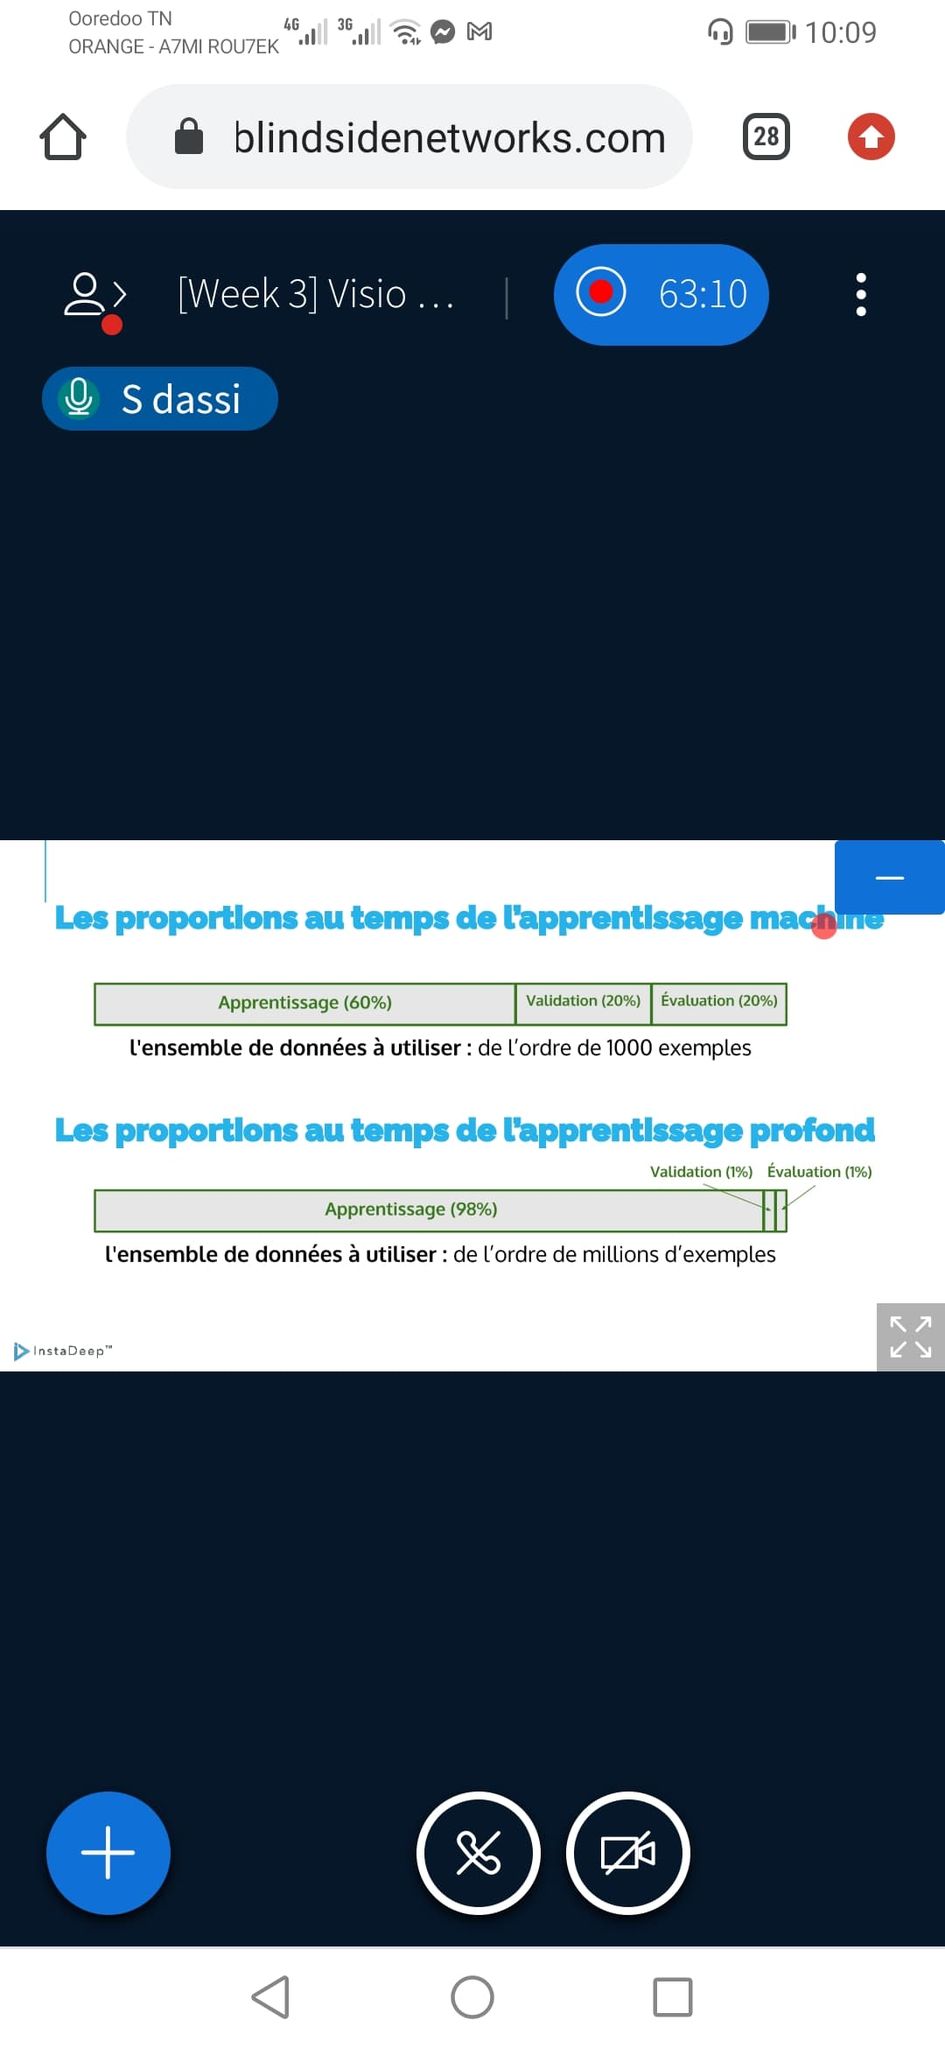 Ooredoo TN
ORANGE - A7MI ROU7EK
4G 3G 10:09
blindsidenetworks.com
28
[Week 3] Visio ...
63:10
S dassi
Les proportions au temps de l'apprentissage machine
Apprentissage (60%) Validation (20%) Évaluation (20%)
l'ensemble de données à utiliser : de l'ordre de 1000 exemples
Les proportions au temps de l'apprentissage profond
Validation (1%) Évaluation (1%)
Apprentissage (98%)
l'ensemble de données à utiliser : de l'ordre de millions d'exemples
InstaDeep™